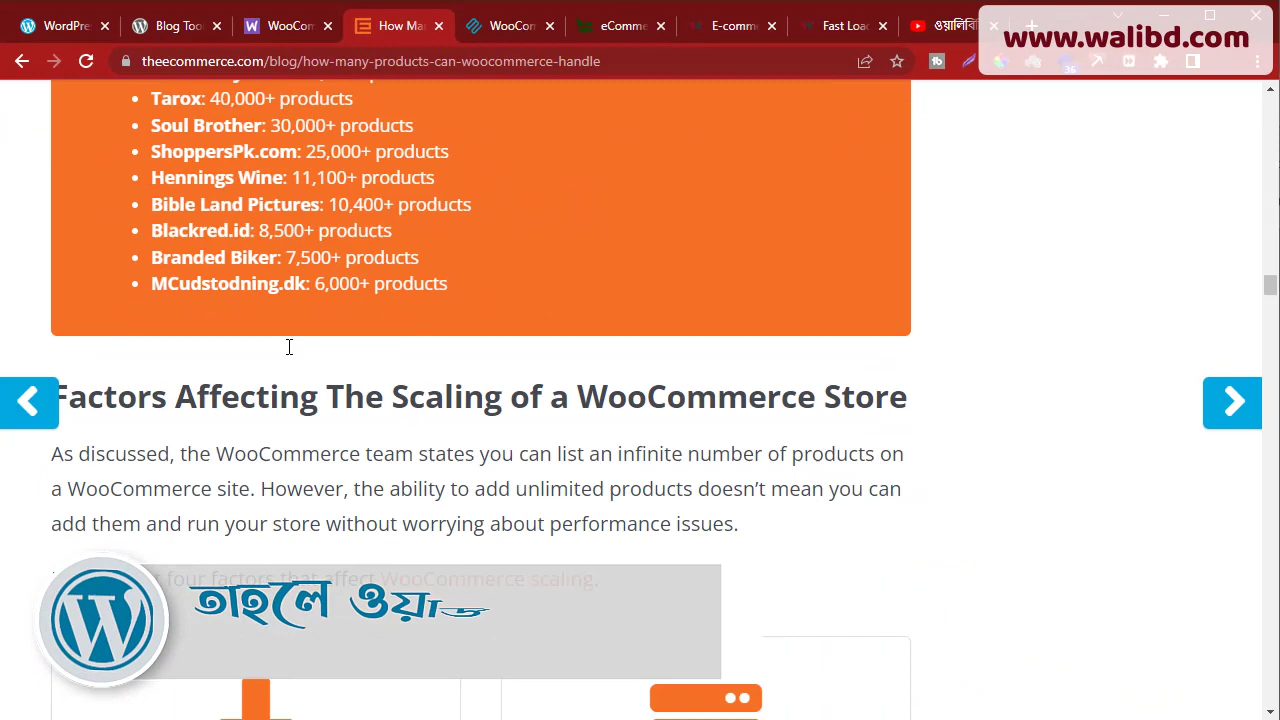 WordPre
Blog Too
WooCom
How Ma
WooCom
eComme
E-comm
Fast Loa
www.walibd.com
theecommerce.com/blog/how-many-products-can-woocommerce-handle
36
Tarox: 40,000+ products
Soul Brother: 30,000+ products
ShoppersPk.com: 25,000+ products
Hennings Wine: 11,100+ products
Bible Land Pictures: 10,400+ products
Blackred.id: 8,500+ products
Branded Biker: 7,500+ products
MCudstodning.dk: 6,000+ products
Factors Affecting The Scaling of a WooCommerce Store
As discussed, the WooCommerce team states you can list an infinite number of products on
a WooCommerce site. However, the ability to add unlimited products doesn’t mean you can
add them and run your store without worrying about performance issues.
four factors that affect WooCommerce scaling.
তাহলে ওয়ার্ড